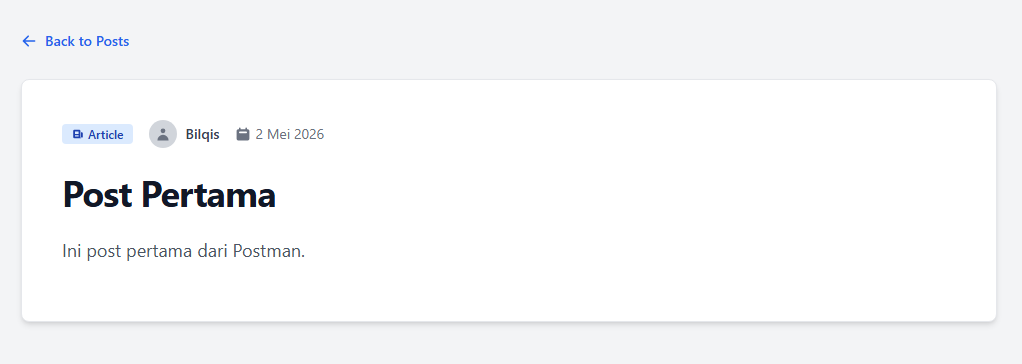 Back to Posts
Article Bilqis 2 Mei 2026
Post Pertama
Ini post pertama dari Postman.